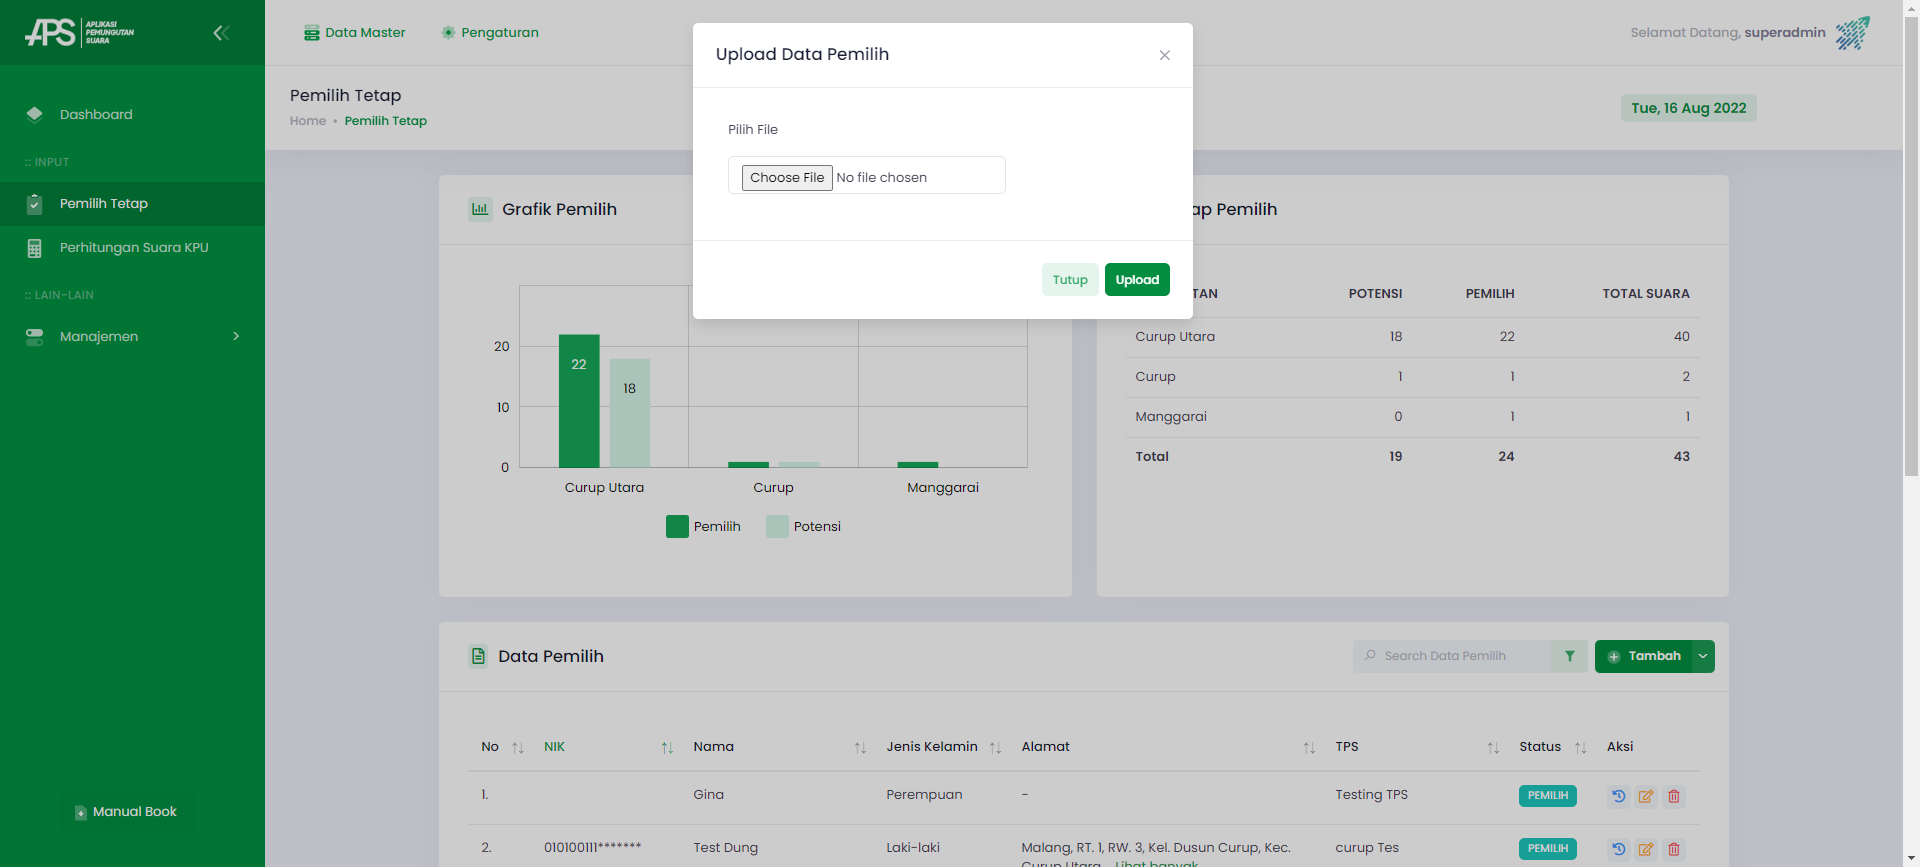 APS APLIKASI PEMUNGUTAN SUARA
Data Master
Pengaturan
Selamat Datang, superadmin
Dashboard
:: INPUT
Pemilih Tetap
Perhitungan Suara KPU
:: LAIN-LAIN
Manajemen
Manual Book
Pemilih Tetap
Home • Pemilih Tetap
Tue, 16 Aug 2022
Upload Data Pemilih
Pilih File
Choose File No file chosen
Tutup Upload
Grafik Pemilih
20
10
0
22
18
Curup Utara Curup Manggarai
Pemilih Potensi
ap Pemilih
TAN POTENSI PEMILIH TOTAL SUARA
Curup Utara 18 22 40
Curup 1 1 2
Manggarai 0 1 1
Total 19 24 43
Data Pemilih
Search Data Pemilih
Tambah
No NIK Nama Jenis Kelamin Alamat TPS Status Aksi
1. Gina Perempuan - Testing TPS PEMILIH
2. 010100111******* Test Dung Laki-laki Malang, RT. 1, RW. 3, Kel. Dusun Curup, Kec. curup Tes PEMILIH
Curup Utara... Lihat banyak